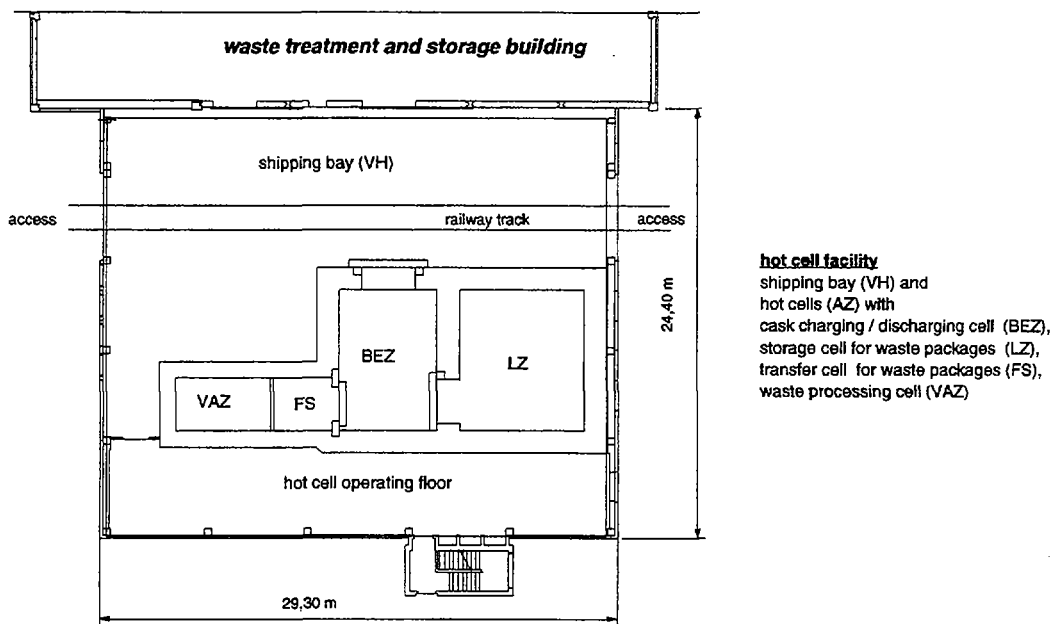 waste treatment and storage building
shipping bay (VH)
access
railway track
access
24,40 m
BEZ
LZ
VAZ
FS
hot cell operating floor
29,30 m
hot cell facility
shipping bay (VH) and
hot cells (AZ) with
cask charging / discharging cell (BEZ),
storage cell for waste packages (LZ),
transfer cell for waste packages (FS),
waste processing cell (VAZ)